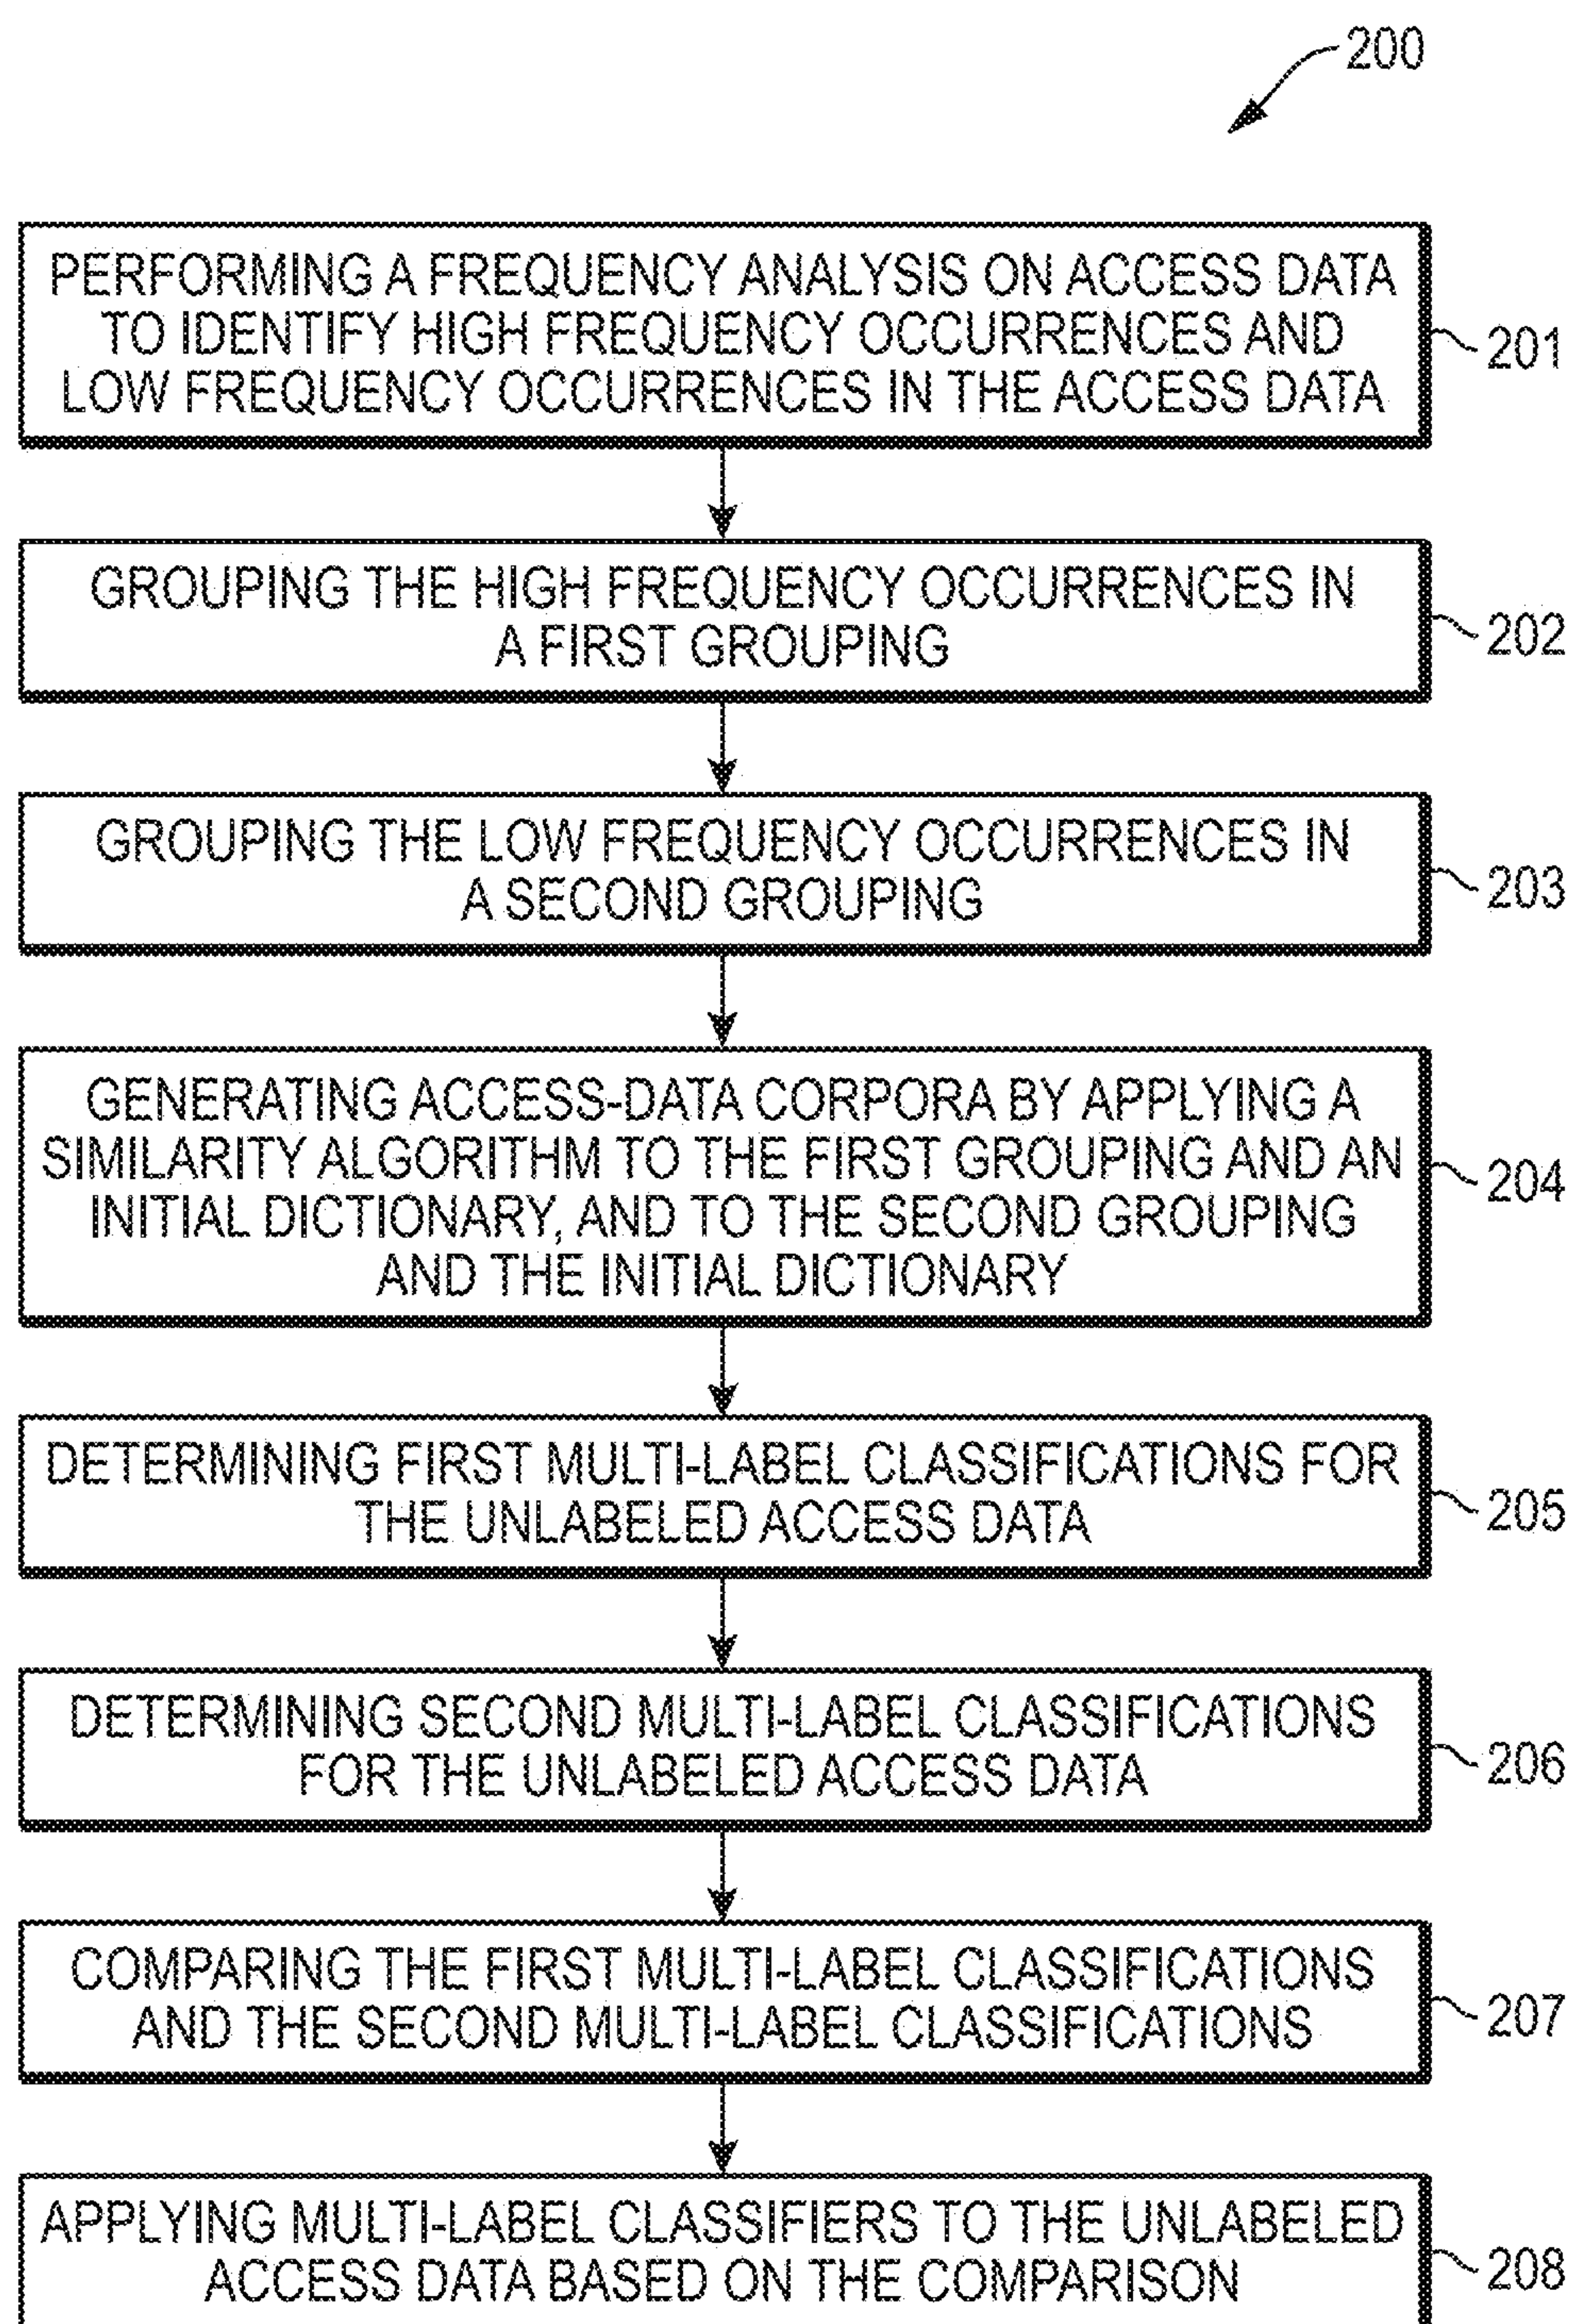 200
PERFORMING A FREQUENCY ANALYSIS ON ACCESS DATA
TO IDENTIFY HIGH FREQUENCY OCCURRENCES AND
LOW FREQUENCY OCCURRENCES IN THE ACCESS DATA
201
GROUPING THE HIGH FREQUENCY OCCURRENCES IN
A FIRST GROUPING
202
GROUPING THE LOW FREQUENCY OCCURRENCES IN
A SECOND GROUPING
203
GENERATING ACCESS-DATA CORPORA BY APPLYING A
SIMILARITY ALGORITHM TO THE FIRST GROUPING AND AN
INITIAL DICTIONARY, AND TO THE SECOND GROUPING
AND THE INITIAL DICTIONARY
204
DETERMINING FIRST MULTI-LABEL CLASSIFICATIONS FOR
THE UNLABELED ACCESS DATA
205
DETERMINING SECOND MULTI-LABEL CLASSIFICATIONS
FOR THE UNLABELED ACCESS DATA
206
COMPARING THE FIRST MULTI-LABEL CLASSIFICATIONS
AND THE SECOND MULTI-LABEL CLASSIFICATIONS
207
APPLYING MULTI-LABEL CLASSIFIERS TO THE UNLABELED
ACCESS DATA BASED ON THE COMPARISON
208